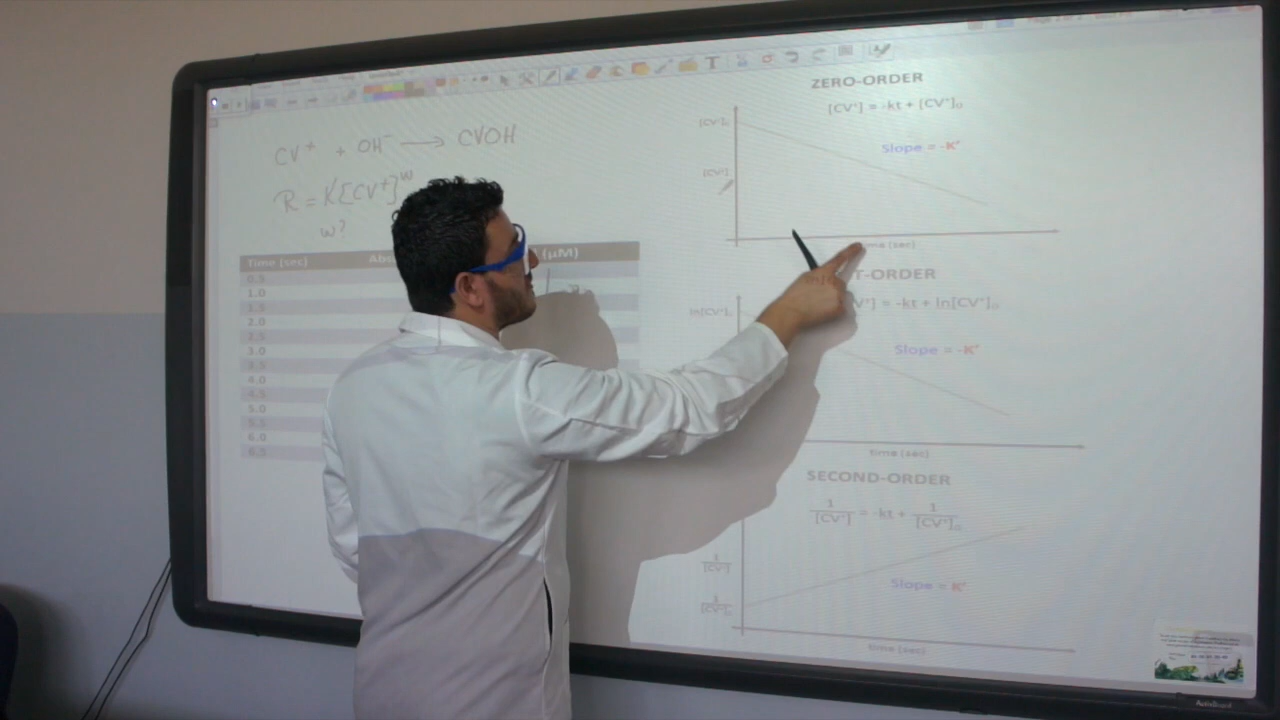 CV⁺ + OH⁻ → CVOH
R = K'[CV⁺]^w
w?
Time (sec) Abs (µM)
0.5
1.0
1.5
2.0
2.5
3.0
3.5
4.0
4.5
5.0
5.5
6.0
6.5
ZERO-ORDER
[CV⁺] = -kt + [CV⁺]₀
[CV⁺]₀
Slope = -K'
[CV⁺]
time (sec)
T-ORDER
= -kt + ln[CV⁺]₀
ln[CV⁺]₀
Slope = -K'
time (sec)
SECOND-ORDER
1/[CV⁺] = -kt + 1/[CV⁺]₀
1/[CV⁺]
Slope = K'
1/[CV⁺]₀
time (sec)
ActivBoard